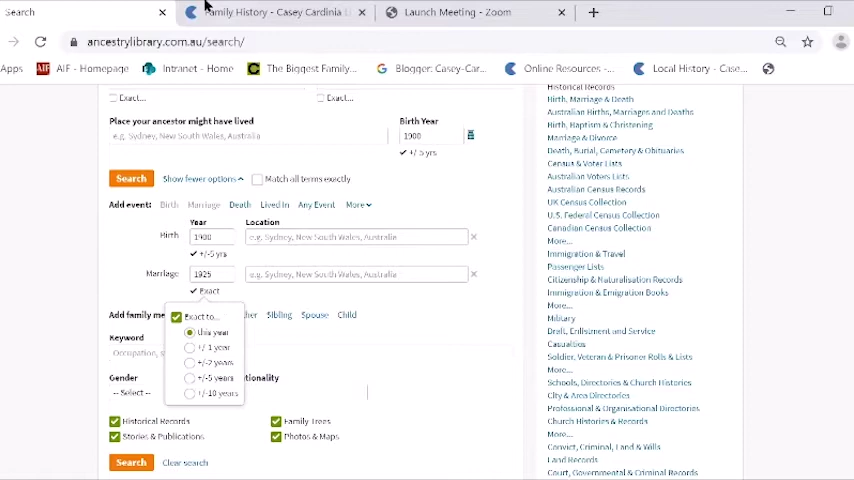 Search
Family History - Casey Cardinia Li
Launch Meeting - Zoom
ancestrylibrary.com.au/search/
Apps
AIF - Homepage
Intranet - Home
The Biggest Family...
Blogger: Casey-Car...
Online Resources -...
Local History - Case...
Exact...
Exact...
Place your ancestor might have lived
Birth Year
e.g. Sydney, New South Wales, Australia
1900
+/-5 yrs
Search
Show fewer options
Match all terms exactly
Add event:
Birth
Marriage
Death
Lived In
Any Event
More
Year
Location
Birth
1900
e.g. Sydney, New South Wales, Australia
+/-5 yrs
Marriage
1925
e.g. Sydney, New South Wales, Australia
Exact
Exact to...
this year
+/-1 year
+/-2 years
+/-5 years
+/-10 years
Add family me
her
Sibling
Spouse
Child
Keyword
Occupation, s
Gender
-- Select --
tionality
Historical Records
Family Trees
Stories & Publications
Photos & Maps
Search
Clear search
Historical Records
Birth, Marriage & Death
Australian Births, Marriages and Deaths
Birth, Baptism & Christening
Marriage & Divorce
Death, Burial, Cemetery & Obituaries
Census & Voter Lists
Australian Voters Lists
Australian Census Records
UK Census Collection
U.S. Federal Census Collection
Canadian Census Collection
More...
Immigration & Travel
Passenger Lists
Citizenship & Naturalisation Records
Immigration & Emigration Books
More...
Military
Draft, Enlistment and Service
Casualties
Soldier, Veteran & Prisoner Rolls & Lists
More...
Schools, Directories & Church Histories
City & Area Directories
Professional & Organisational Directories
Church Histories & Records
More...
Convict, Criminal, Land & Wills
Land Records
Court, Governmental & Criminal Records